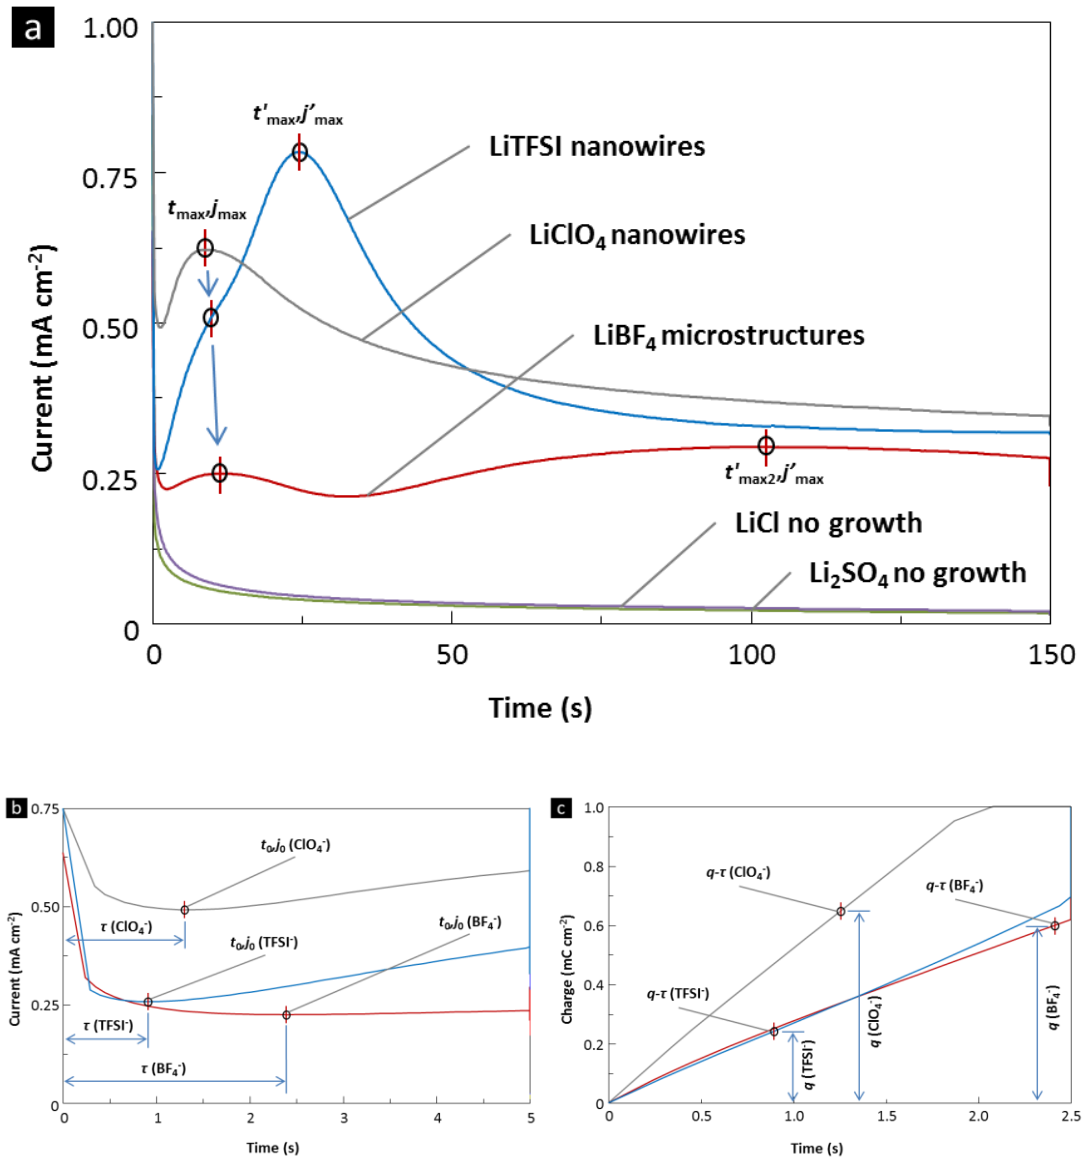 a
1.00
0.75
0.50
0.25
0
Current (mA cm⁻²)
t'max,j'max
tmax,jmax
LiTFSI nanowires
LiClO₄ nanowires
LiBF₄ microstructures
t'max2,j'max
LiCl no growth
Li₂SO₄ no growth
0 50 100 150
Time (s)
b
0.75
0.50
0.25
0
Current (mA cm⁻²)
t₀,j₀ (ClO₄⁻)
τ (ClO₄⁻)
t₀,j₀ (TFSI⁻)
t₀,j₀ (BF₄⁻)
τ (TFSI⁻)
τ (BF₄⁻)
0 1 2 3 4 5
Time (s)
c
1.0
0.8
0.6
0.4
0.2
0
Charge (mC cm⁻²)
q-τ (ClO₄⁻)
q-τ (BF₄⁻)
q-τ (TFSI⁻)
q (TFSI⁻)
q (ClO₄⁻)
q (BF₄⁻)
0 0.5 1.0 1.5 2.0 2.5
Time (s)